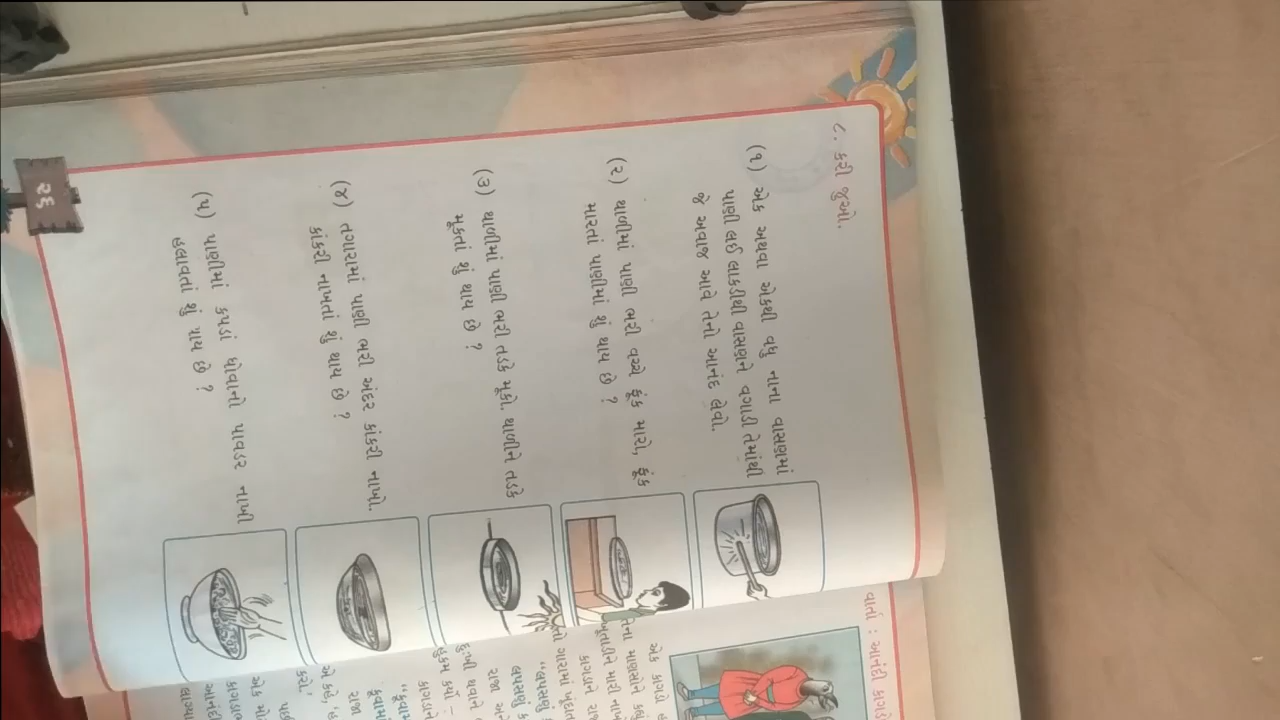 ૮. કરી જુઓ.
(૧) એક અથવા એકથી વધુ નાના વાસણમાં
પાણી લઈ લાકડીથી વાસણને વગાડી તેમાંથી
જે અવાજ આવે તેનો આનંદ લેવો.
(૨) થાળીમાં પાણી ભરી વચ્ચે ફૂંક મારો, ફૂંક
મારતાં પાણીમાં શું થાય છે ?
(૩) થાળીમાં પાણી ભરી તડકે મૂકો. થાળીને તડકે
મૂકતાં શું થાય છે ?
(૪) તગારામાં પાણી ભરી અંદર કાંકરી નાખો.
કાંકરી નાખતાં શું થાય છે ?
(૫) પાણીમાં કપડાં ધોવાનો પાવડર નાખી
હલાવતાં શું થાય છે ?
૨૬
વાર્તા : આનંદી કાગડો